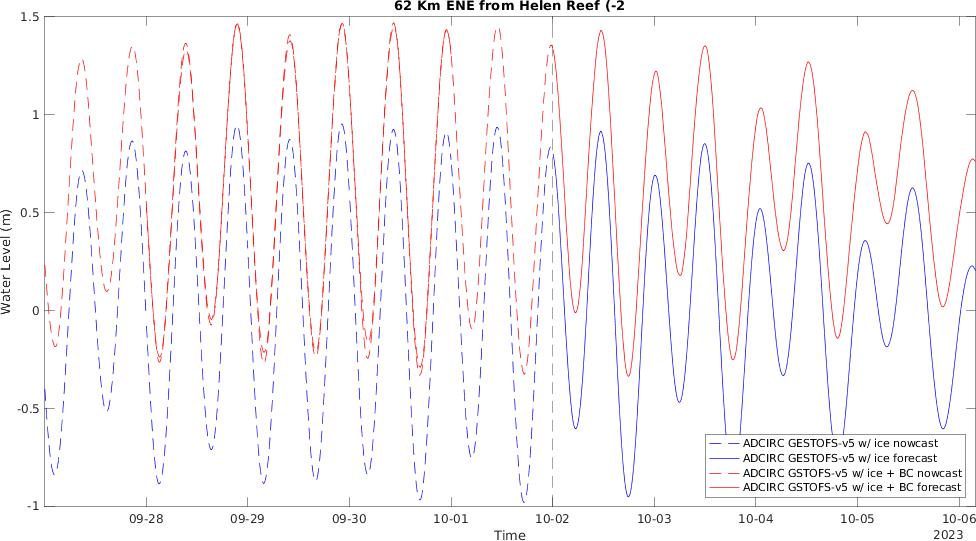 62 Km ENE from Helen Reef (-2
1.5
1
0.5
0
-0.5
-1
Water Level (m)
ADCIRC GESTOFS-v5 w/ ice nowcast
ADCIRC GESTOFS-v5 w/ ice forecast
ADCIRC GSTOFS-v5 w/ ice + BC nowcast
ADCIRC GSTOFS-v5 w/ ice + BC forecast
09-28 09-29 09-30 10-01 10-02 10-03 10-04 10-05 10-06
Time 2023